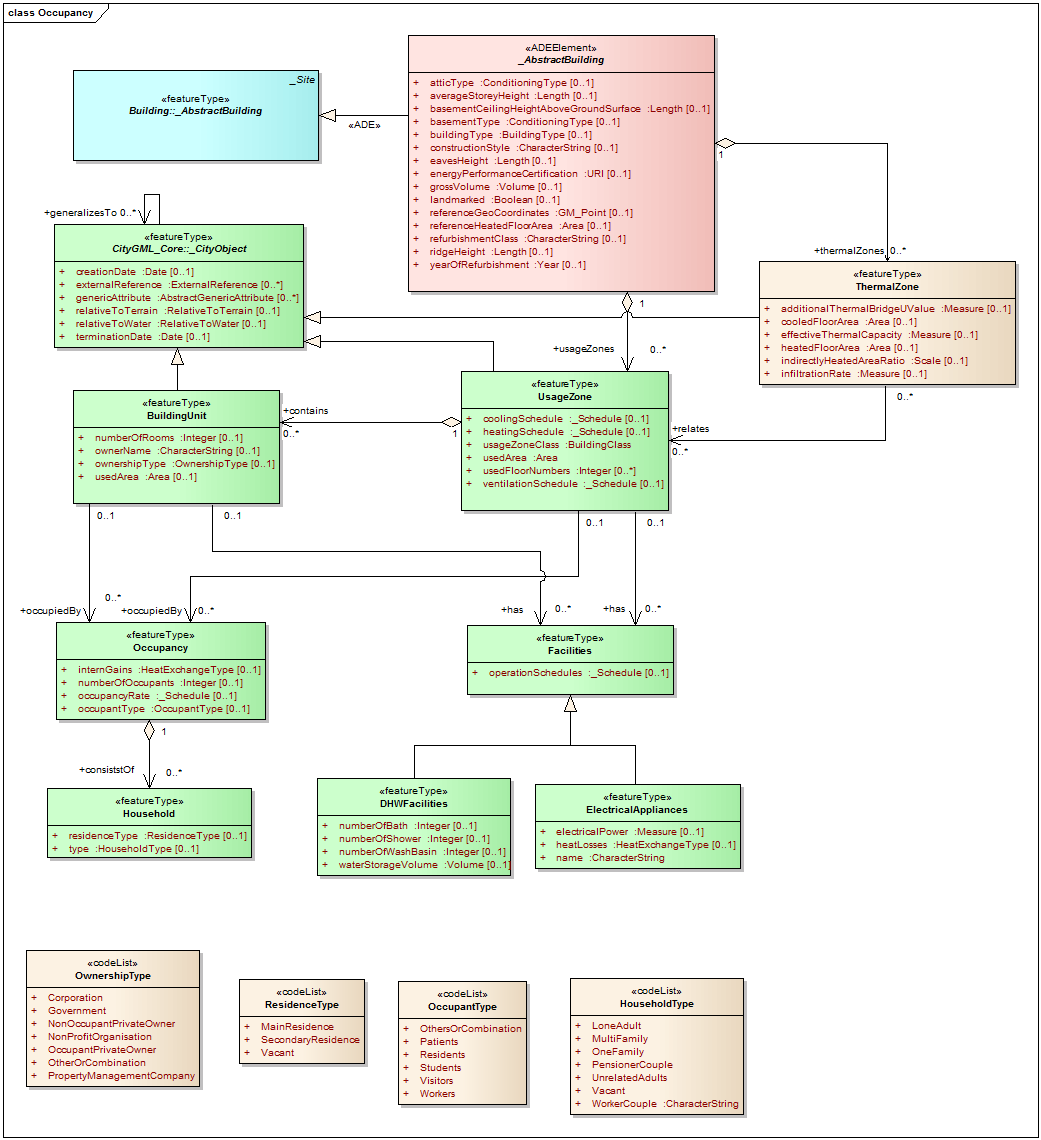 class Occupancy
_Site
«featureType»
Building::_AbstractBuilding
«ADE»
«ADEElement»
_AbstractBuilding
+ atticType :ConditioningType [0..1]
+ averageStoreyHeight :Length [0..1]
+ basementCeilingHeightAboveGroundSurface :Length [0..1]
+ basementType :ConditioningType [0..1]
+ buildingType :BuildingType [0..1]
+ constructionStyle :CharacterString [0..1]
+ eavesHeight :Length [0..1]
+ energyPerformanceCertification :URI [0..1]
+ grossVolume :Volume [0..1]
+ landmarked :Boolean [0..1]
+ referenceGeoCoordinates :GM_Point [0..1]
+ referenceHeatedFloorArea :Area [0..1]
+ refurbishmentClass :CharacterString [0..1]
+ ridgeHeight :Length [0..1]
+ yearOfRefurbishment :Year [0..1]
1
+thermalZones 0..*
+generalizesTo 0..*
«featureType»
CityGML_Core::_CityObject
+ creationDate :Date [0..1]
+ externalReference :ExternalReference [0..*]
+ genericAttribute :AbstractGenericAttribute [0..*]
+ relativeToTerrain :RelativeToTerrain [0..1]
+ relativeToWater :RelativeToWater [0..1]
+ terminationDate :Date [0..1]
«featureType»
ThermalZone
+ additionalThermalBridgeUValue :Measure [0..1]
+ cooledFloorArea :Area [0..1]
+ effectiveThermalCapacity :Measure [0..1]
+ heatedFloorArea :Area [0..1]
+ indirectlyHeatedAreaRatio :Scale [0..1]
+ infiltrationRate :Measure [0..1]
0..*
1
+usageZones 0..*
«featureType»
BuildingUnit
+ numberOfRooms :Integer [0..1]
+ ownerName :CharacterString [0..1]
+ ownershipType :OwnershipType [0..1]
+ usedArea :Area [0..1]
+contains
0..*
1
«featureType»
UsageZone
+ coolingSchedule :_Schedule [0..1]
+ heatingSchedule :_Schedule [0..1]
+ usageZoneClass :BuildingClass
+ usedArea :Area
+ usedFloorNumbers :Integer [0..*]
+ ventilationSchedule :_Schedule [0..1]
+relates
0..*
0..1
0..1
0..1
0..1
0..*
+occupiedBy
+occupiedBy 0..*
+has 0..*
+has 0..*
«featureType»
Occupancy
+ internGains :HeatExchangeType [0..1]
+ numberOfOccupants :Integer [0..1]
+ occupancyRate :_Schedule [0..1]
+ occupantType :OccupantType [0..1]
«featureType»
Facilities
+ operationSchedules :_Schedule [0..1]
1
+consiststOf 0..*
«featureType»
Household
+ residenceType :ResidenceType [0..1]
+ type :HouseholdType [0..1]
«featureType»
DHWFacilities
+ numberOfBath :Integer [0..1]
+ numberOfShower :Integer [0..1]
+ numberOfWashBasin :Integer [0..1]
+ waterStorageVolume :Volume [0..1]
«featureType»
ElectricalAppliances
+ electricalPower :Measure [0..1]
+ heatLosses :HeatExchangeType [0..1]
+ name :CharacterString
«codeList»
OwnershipType
+ Corporation
+ Government
+ NonOccupantPrivateOwner
+ NonProfitOrganisation
+ OccupantPrivateOwner
+ OtherOrCombination
+ PropertyManagementCompany
«codeList»
ResidenceType
+ MainResidence
+ SecondaryResidence
+ Vacant
«codeList»
OccupantType
+ OthersOrCombination
+ Patients
+ Residents
+ Students
+ Visitors
+ Workers
«codeList»
HouseholdType
+ LoneAdult
+ MultiFamily
+ OneFamily
+ PensionerCouple
+ UnrelatedAdults
+ Vacant
+ WorkerCouple :CharacterString